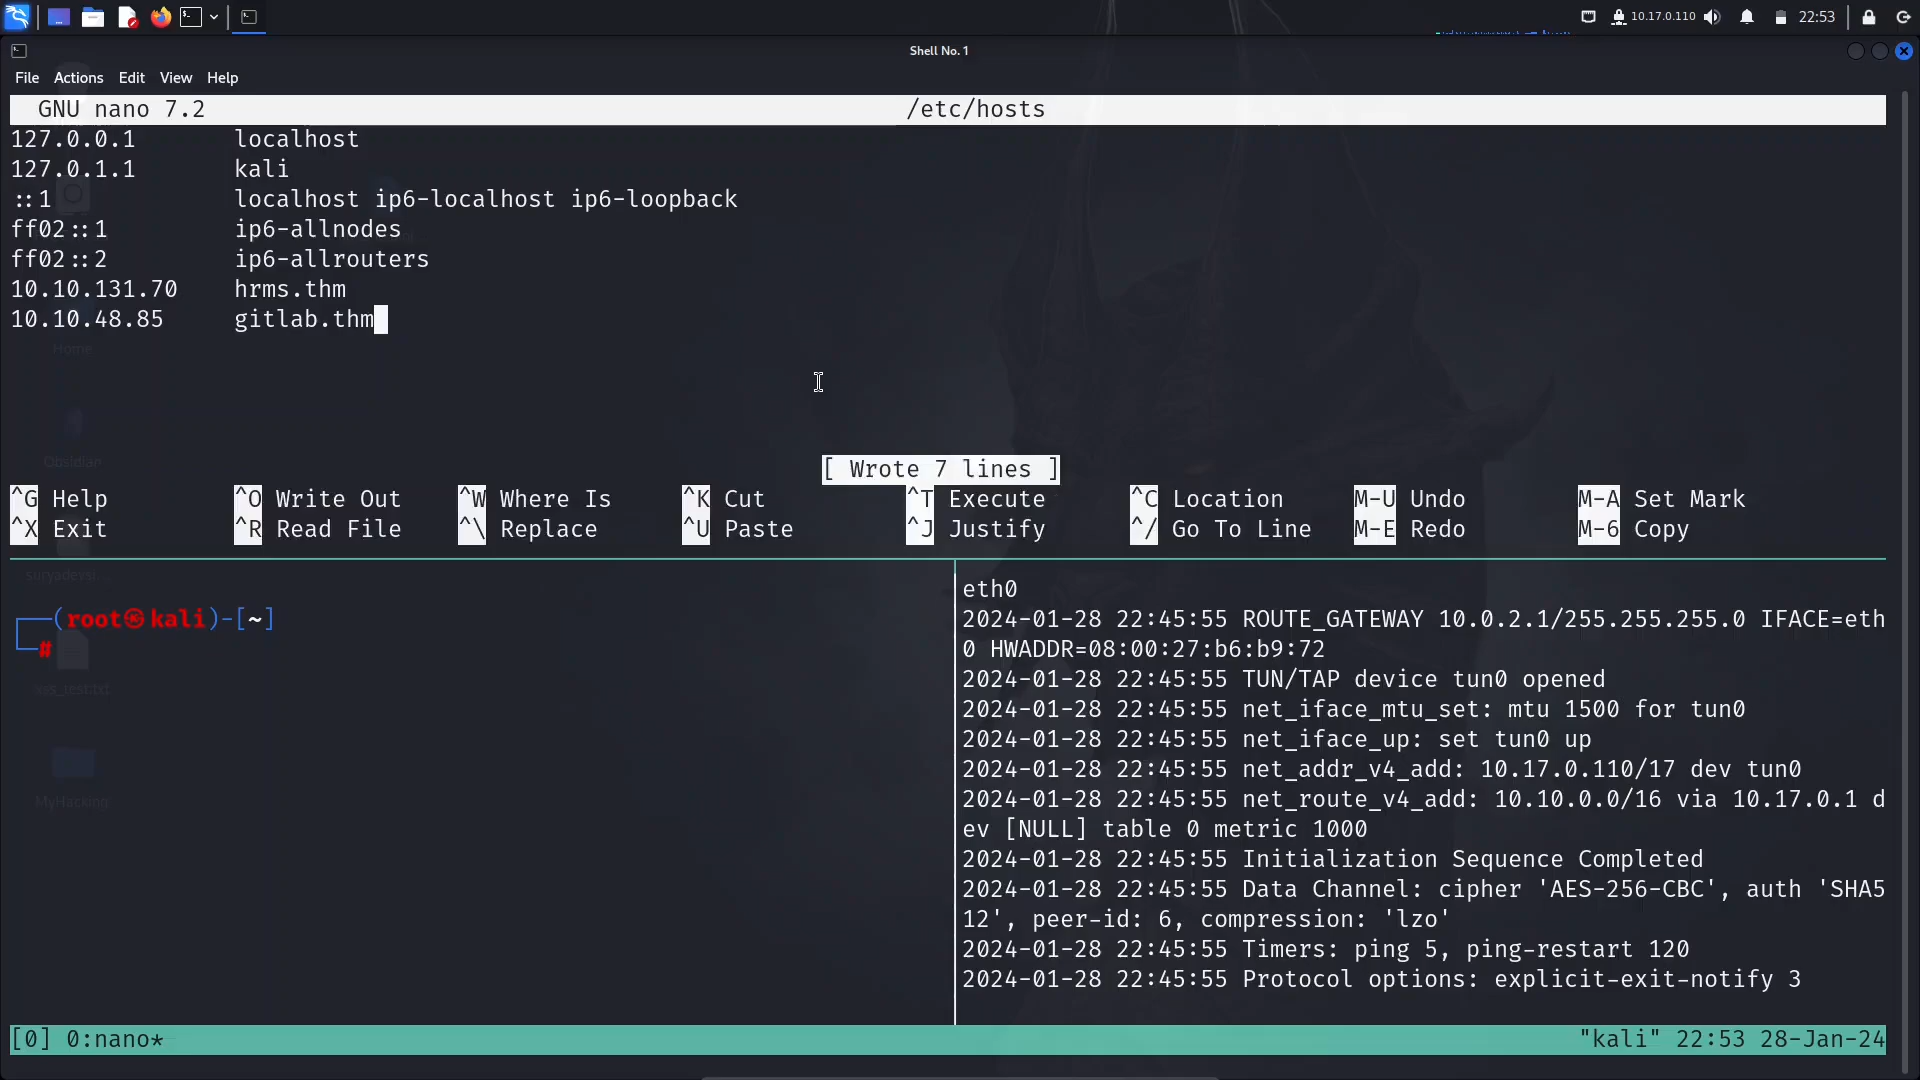 10.17.0.110
22:53
Shell No. 1
File Actions Edit View Help
GNU nano 7.2 /etc/hosts
127.0.0.1 localhost
127.0.1.1 kali
::1 localhost ip6-localhost ip6-loopback
ff02::1 ip6-allnodes
ff02::2 ip6-allrouters
10.10.131.70 hrms.thm
10.10.48.85 gitlab.thm
Home
Obsidian
[ Wrote 7 lines ]
^G Help ^O Write Out ^W Where Is ^K Cut ^T Execute ^C Location M-U Undo M-A Set Mark
^X Exit ^R Read File ^\ Replace ^U Paste ^J Justify ^/ Go To Line M-E Redo M-6 Copy
suryadevsi...
┌──(root㉿kali)-[~]
└─#
xss_test.txt
MyHacking
eth0
2024-01-28 22:45:55 ROUTE_GATEWAY 10.0.2.1/255.255.255.0 IFACE=eth
0 HWADDR=08:00:27:b6:b9:72
2024-01-28 22:45:55 TUN/TAP device tun0 opened
2024-01-28 22:45:55 net_iface_mtu_set: mtu 1500 for tun0
2024-01-28 22:45:55 net_iface_up: set tun0 up
2024-01-28 22:45:55 net_addr_v4_add: 10.17.0.110/17 dev tun0
2024-01-28 22:45:55 net_route_v4_add: 10.10.0.0/16 via 10.17.0.1 d
ev [NULL] table 0 metric 1000
2024-01-28 22:45:55 Initialization Sequence Completed
2024-01-28 22:45:55 Data Channel: cipher 'AES-256-CBC', auth 'SHA5
12', peer-id: 6, compression: 'lzo'
2024-01-28 22:45:55 Timers: ping 5, ping-restart 120
2024-01-28 22:45:55 Protocol options: explicit-exit-notify 3
[0] 0:nano* "kali" 22:53 28-Jan-24